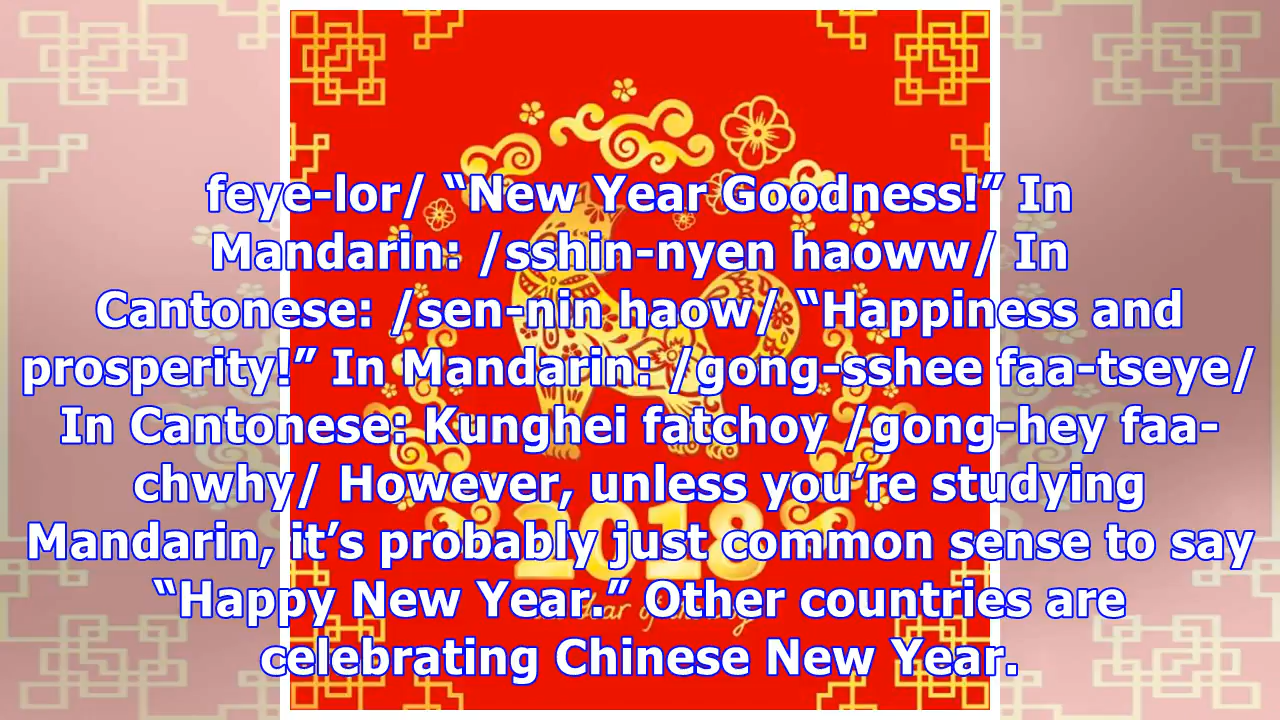 feye-lor/ “New Year Goodness!” In
Mandarin: /sshin-nyen haoww/ In
Cantonese: /sen-nin haow/ “Happiness and
prosperity!” In Mandarin: /gong-sshee faa-tseye/
In Cantonese: Kunghei fatchoy /gong-hey faa-
chwhy/ However, unless you’re studying
Mandarin, it’s probably just common sense to say
2018
“Happy New Year.” Other countries are
celebrating Chinese New Year.